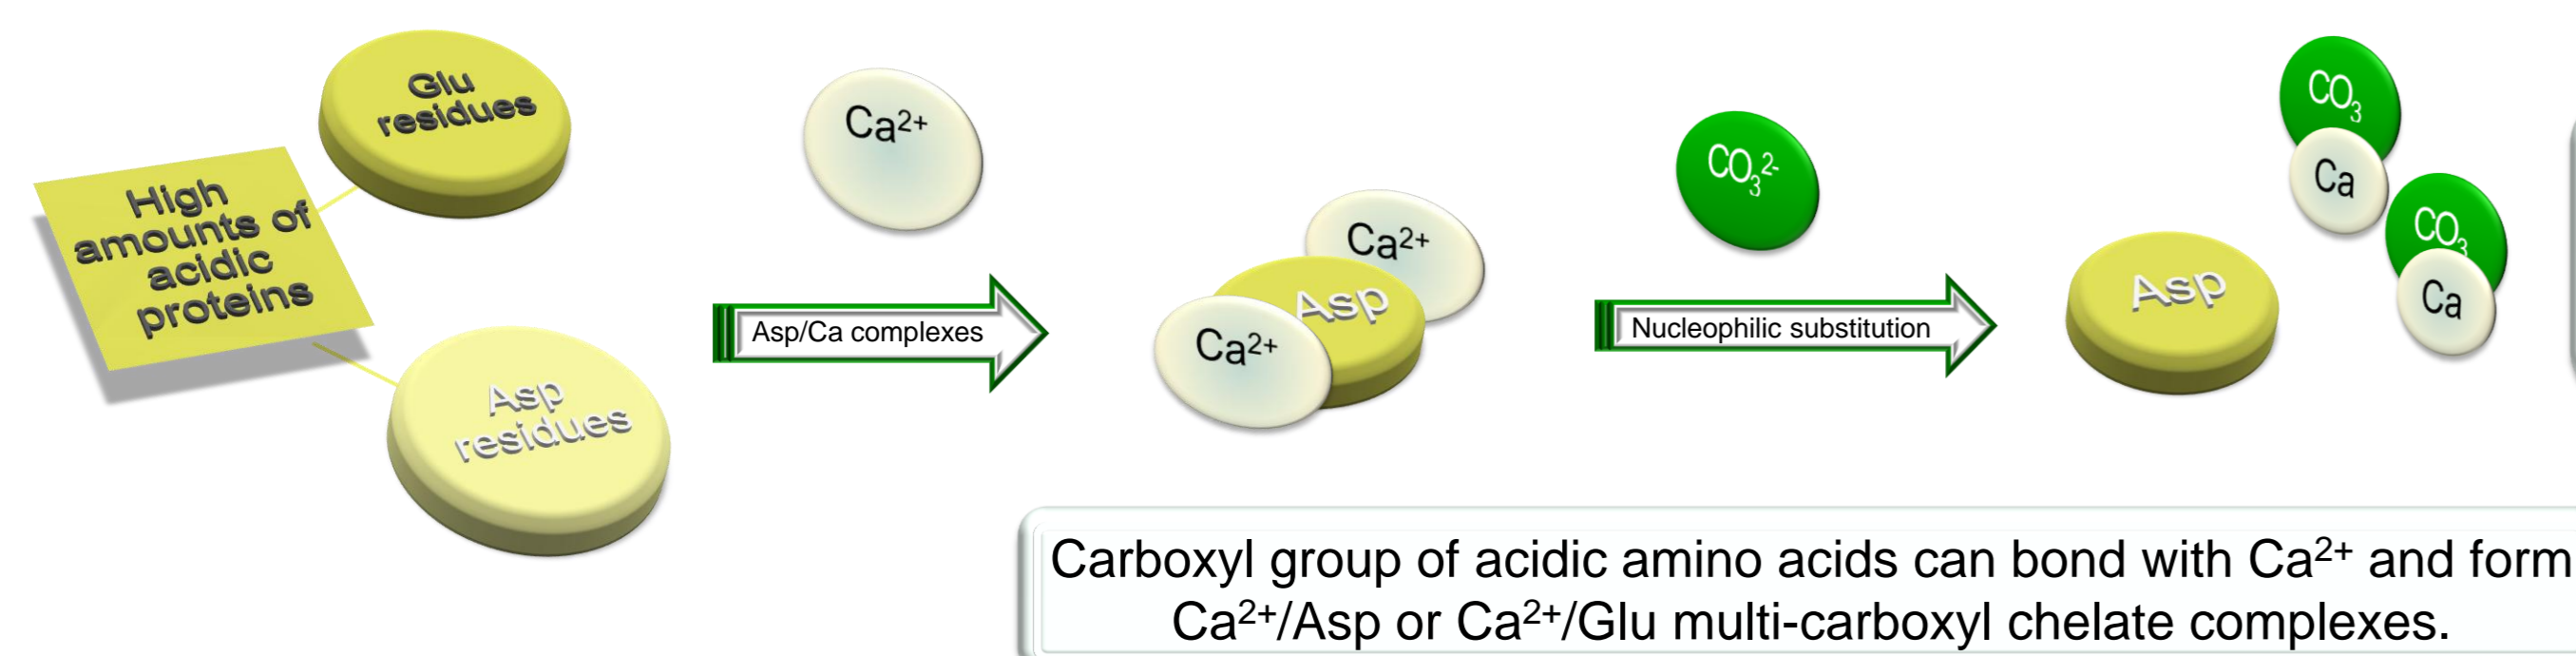 Glu
residues
High
amounts of
acidic
proteins
Asp
residues
Ca²⁺
Asp/Ca complexes
Ca²⁺
Asp
Ca²⁺
CO₃²⁻
Nucleophilic substitution
CO₃
Ca
CO₃
Ca
Asp
Carboxyl group of acidic amino acids can bond with Ca²⁺ and form
Ca²⁺/Asp or Ca²⁺/Glu multi-carboxyl chelate complexes.